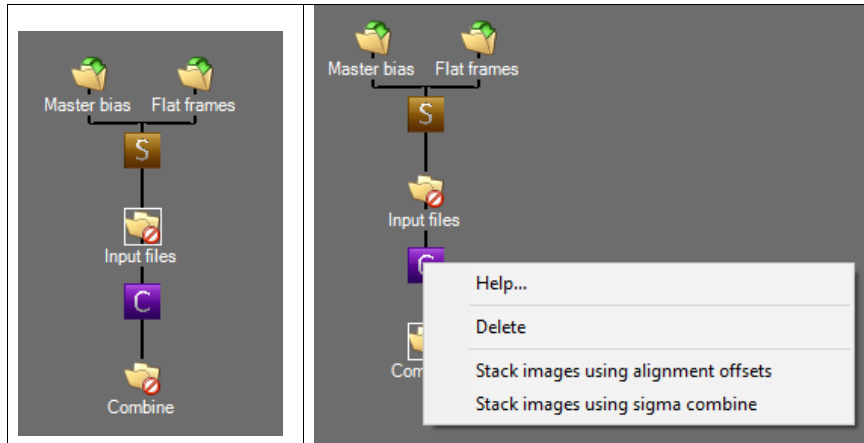 Master bias Flat frames
S
Input files
C
Combine
Master bias Flat frames
S
Input files
C
Help...
Delete
Com
Stack images using alignment offsets
Stack images using sigma combine